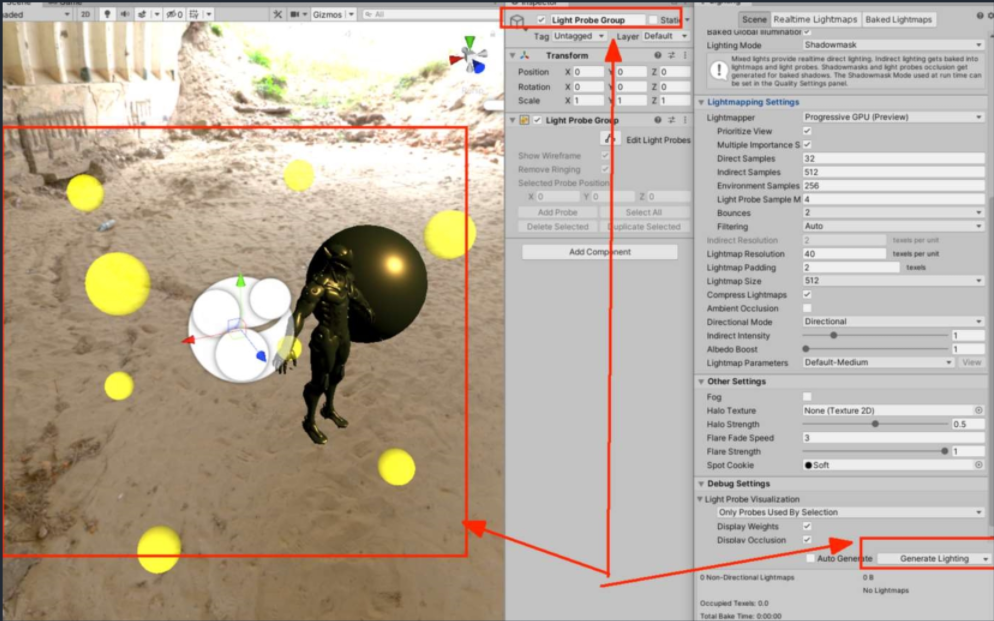 Gizmos
All
2D
0
Light Probe Group
Static
Tag Untagged Layer Default
Transform
Position X 0 Y 0 Z 0
Rotation X 0 Y 0 Z 0
Scale X 1 Y 1 Z 1
Light Probe Group
Edit Light Probes
Show Wireframe
Remove Ringing
Selected Probe Position
X 0 Y 0 Z 0
Add Probe Select All
Delete Selected Duplicate Selected
Add Component
Scene Realtime Lightmaps Baked Lightmaps
Baked Global Illumination
Lighting Mode Shadowmask
Mixed lights provide realtime direct lighting. Indirect lighting gets baked into
lightmaps and light probes. Shadowmasks and light probes occlusion get
generated for baked shadows. The Shadowmask Mode used at run time can
be set in the Quality Settings panel.
Lightmapping Settings
Lightmapper Progressive GPU (Preview)
Prioritize View
Multiple Importance S
Direct Samples 32
Indirect Samples 512
Environment Samples 256
Light Probe Sample M 4
Bounces 2
Filtering Auto
Indirect Resolution 2 texels per unit
Lightmap Resolution 40 texels per unit
Lightmap Padding 2 texels
Lightmap Size 512
Compress Lightmaps
Ambient Occlusion
Directional Mode Directional
Indirect Intensity 1
Albedo Boost 1
Lightmap Parameters Default-Medium View
Other Settings
Fog
Halo Texture None (Texture 2D)
Halo Strength 0.5
Flare Fade Speed 3
Flare Strength 1
Spot Cookie Soft
Debug Settings
Light Probe Visualization
Only Probes Used By Selection
Display Weights
Display Occlusion
Auto Generate Generate Lighting
0 Non-Directional Lightmaps 0 B
No Lightmaps
Occupied Texels: 0.0
Total Bake Time: 0:00:00